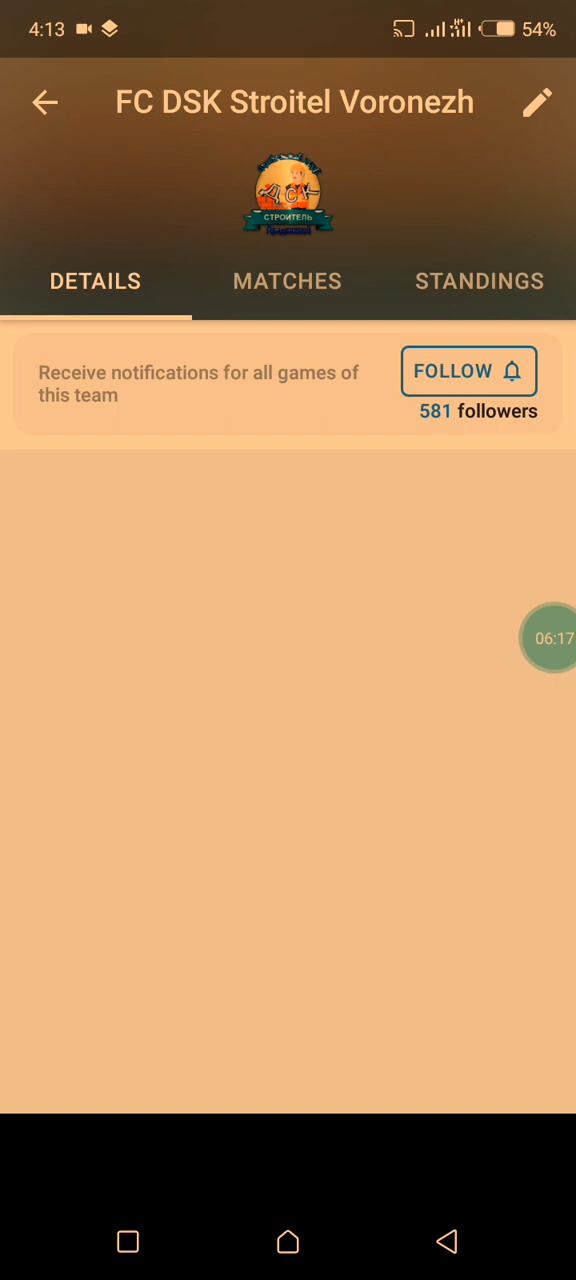 4:13 54%
FC DSK Stroitel Voronezh
ДСК
СТРОИТЕЛЬ
DETAILS MATCHES STANDINGS
Receive notifications for all games of
this team
FOLLOW
581 followers
06:17